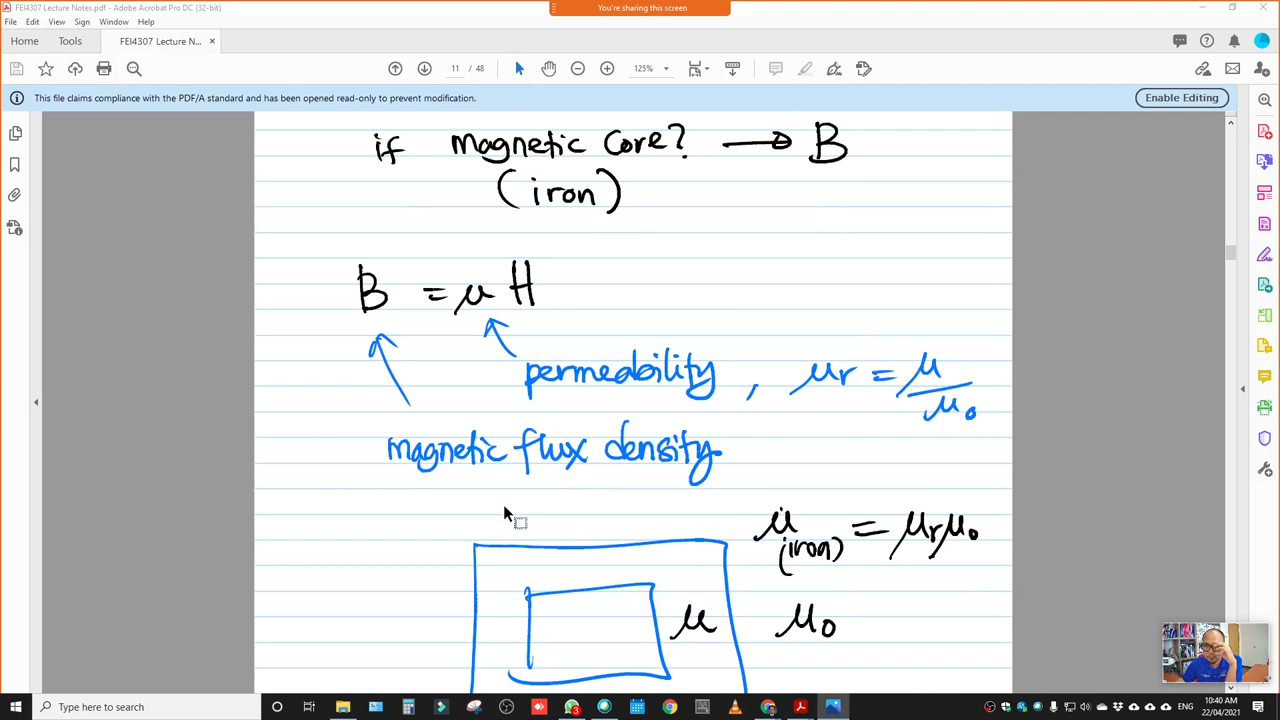 FEI4307 Lecture Notes.pdf - Adobe Acrobat Pro DC (32-bit)
You're sharing this screen
File Edit View Sign Window Help
Home Tools FEI4307 Lecture N... ×
11 / 48 125%
This file claims compliance with the PDF/A standard and has been opened read-only to prevent modification.
Enable Editing
if magnetic core? → B
(iron)
B = μ H
permeability , μr = μ/μ₀
magnetic flux density.
μ(iron) = μrμ₀
μ μ₀
Type here to search
3
ENG
10:40 AM
22/04/2021